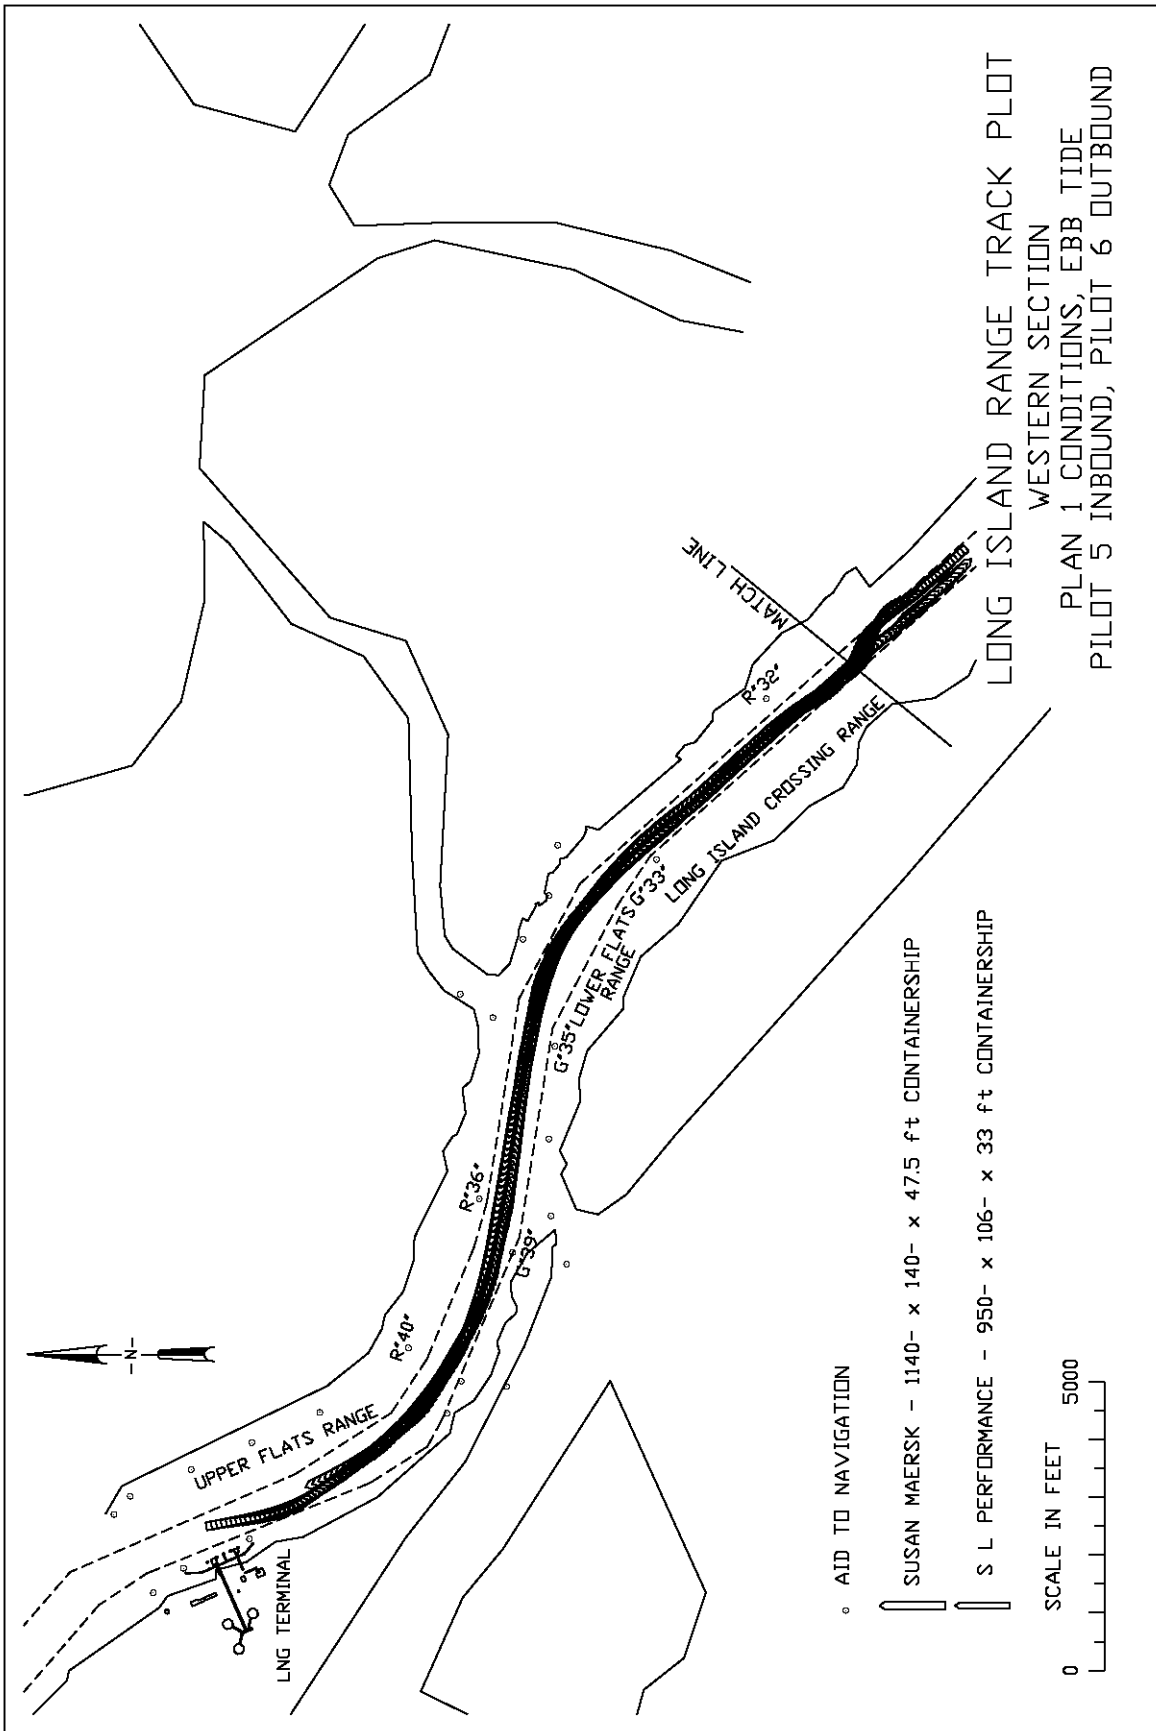 -N-
UPPER FLATS RANGE
LNG TERMINAL
R"40"
R"36"
G"39"
G"35"
LOWER FLATS
RANGE
G"33"
LONG ISLAND CROSSING RANGE
R"32"
MATCH LINE
AID TO NAVIGATION
SUSAN MAERSK - 1140- x 140- x 47.5 ft CONTAINERSHIP
S L PERFORMANCE - 950- x 106- x 33 ft CONTAINERSHIP
SCALE IN FEET
0 5000
LONG ISLAND RANGE TRACK PLOT
WESTERN SECTION
PLAN 1 CONDITIONS, EBB TIDE
PILOT 5 INBOUND, PILOT 6 OUTBOUND